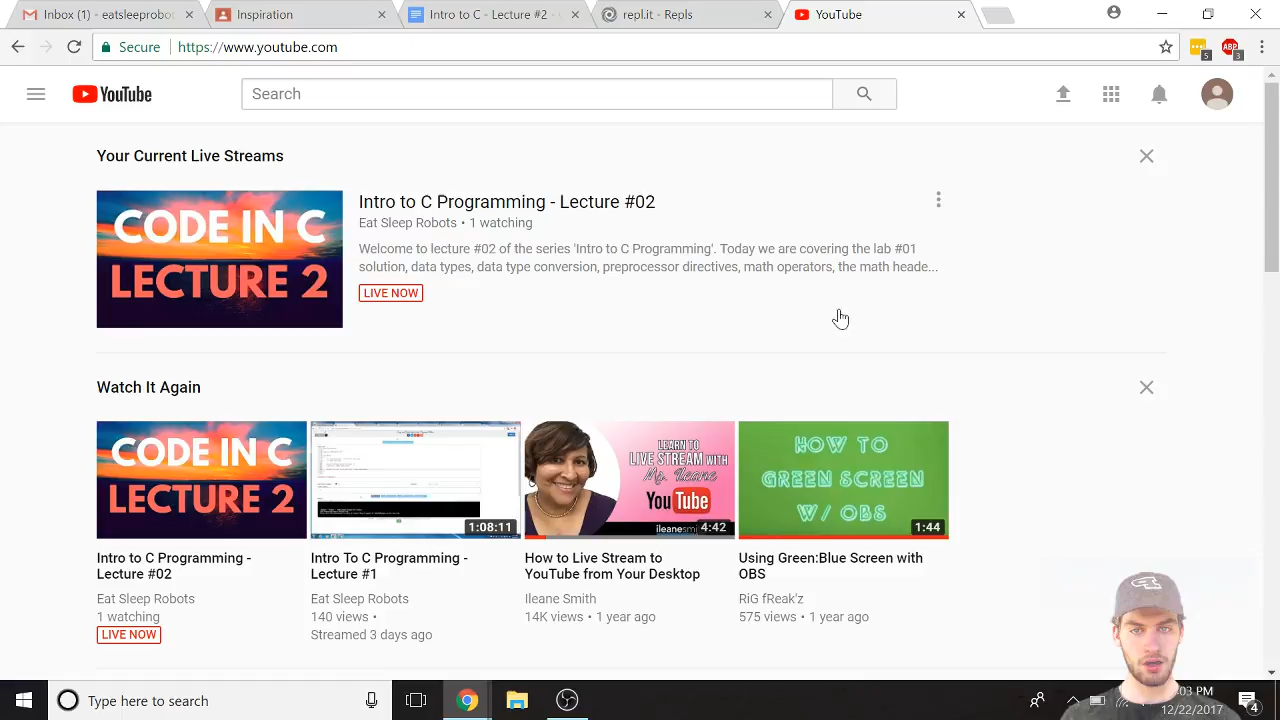 Inbox (1) - sleeprobot
Inspiration
Intro to C - Lecture #2 -
replit - Repls
YouTube
Secure
https://www.youtube.com
5
ABP
3
YouTube
Search
Your Current Live Streams
CODE IN C
LECTURE 2
Intro to C Programming - Lecture #02
Eat Sleep Robots • 1 watching
Welcome to lecture #02 of the series 'Intro to C Programming'. Today we are covering the lab #01
solution, data types, data type conversion, preprocessor directives, math operators, the math heade...
LIVE NOW
Watch It Again
CODE IN C
LECTURE 2
Intro to C Programming -
Lecture #02
Eat Sleep Robots
1 watching
LIVE NOW
1:08:11
Intro To C Programming -
Lecture #1
Eat Sleep Robots
140 views •
Streamed 3 days ago
LEARN TO
LIVE STREAM WITH
YouTube
4:42
How to Live Stream to
YouTube from Your Desktop
Ileane Smith
14K views • 1 year ago
HOW TO
GREEN SCREEN
W/ OBS
1:44
Using Green:Blue Screen with
OBS
RiG fReak'z
575 views • 1 year ago
Type here to search
:03 PM
12/22/2017
4